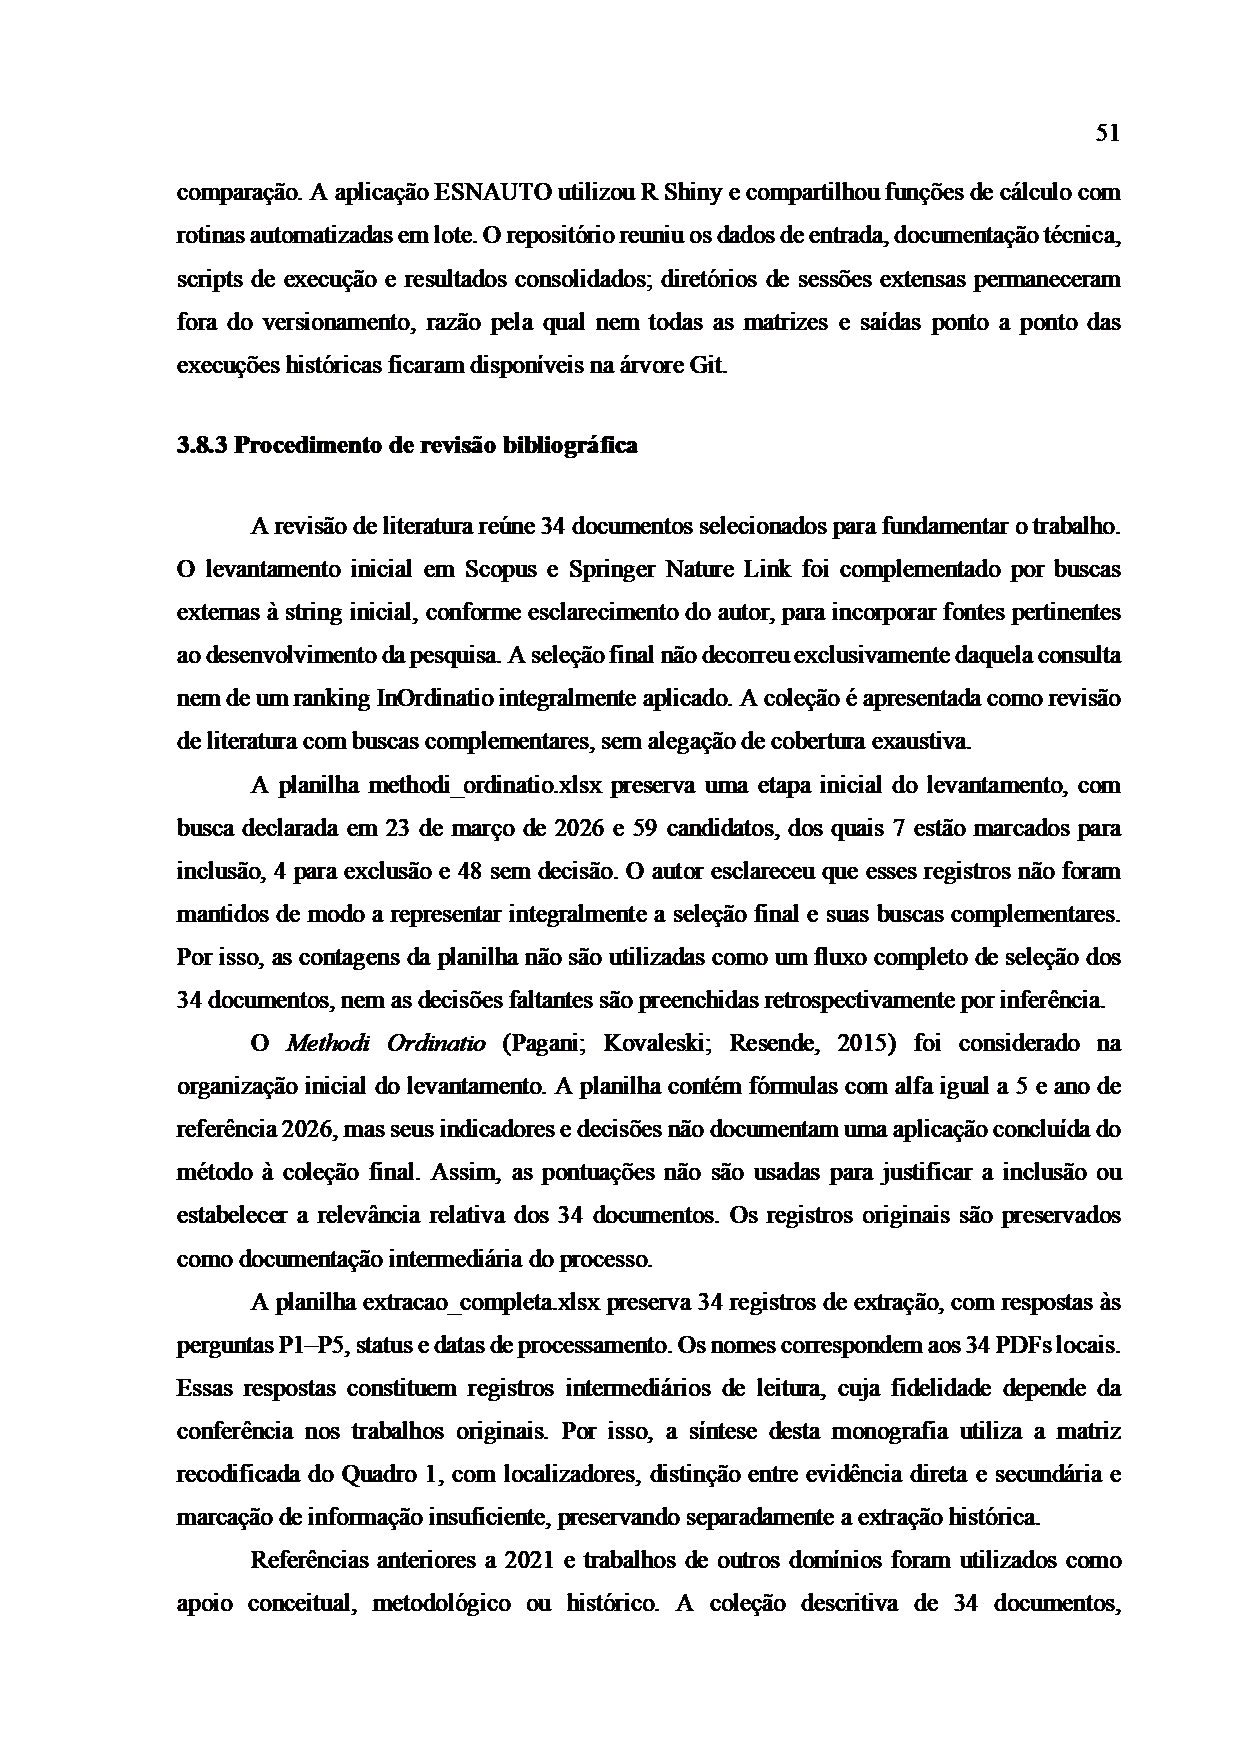 51
comparação. A aplicação ESNAUTO utilizou R Shiny e compartilhou funções de cálculo com
rotinas automatizadas em lote. O repositório reuniu os dados de entrada, documentação técnica,
scripts de execução e resultados consolidados; diretórios de sessões extensas permaneceram
fora do versionamento, razão pela qual nem todas as matrizes e saídas ponto a ponto das
execuções históricas ficaram disponíveis na árvore Git.
3.8.3 Procedimento de revisão bibliográfica
A revisão de literatura reúne 34 documentos selecionados para fundamentar o trabalho.
O levantamento inicial em Scopus e Springer Nature Link foi complementado por buscas
externas à string inicial, conforme esclarecimento do autor, para incorporar fontes pertinentes
ao desenvolvimento da pesquisa. A seleção final não decorreu exclusivamente daquela consulta
nem de um ranking InOrdinatio integralmente aplicado. A coleção é apresentada como revisão
de literatura com buscas complementares, sem alegação de cobertura exaustiva.
A planilha methodi_ordinatio.xlsx preserva uma etapa inicial do levantamento, com
busca declarada em 23 de março de 2026 e 59 candidatos, dos quais 7 estão marcados para
inclusão, 4 para exclusão e 48 sem decisão. O autor esclareceu que esses registros não foram
mantidos de modo a representar integralmente a seleção final e suas buscas complementares.
Por isso, as contagens da planilha não são utilizadas como um fluxo completo de seleção dos
34 documentos, nem as decisões faltantes são preenchidas retrospectivamente por inferência.
O Methodi Ordinatio (Pagani; Kovaleski; Resende, 2015) foi considerado na
organização inicial do levantamento. A planilha contém fórmulas com alfa igual a 5 e ano de
referência 2026, mas seus indicadores e decisões não documentam uma aplicação concluída do
método à coleção final. Assim, as pontuações não são usadas para justificar a inclusão ou
estabelecer a relevância relativa dos 34 documentos. Os registros originais são preservados
como documentação intermediária do processo.
A planilha extracao_completa.xlsx preserva 34 registros de extração, com respostas às
perguntas P1–P5, status e datas de processamento. Os nomes correspondem aos 34 PDFs locais.
Essas respostas constituem registros intermediários de leitura, cuja fidelidade depende da
conferência nos trabalhos originais. Por isso, a síntese desta monografia utiliza a matriz
recodificada do Quadro 1, com localizadores, distinção entre evidência direta e secundária e
marcação de informação insuficiente, preservando separadamente a extração histórica.
Referências anteriores a 2021 e trabalhos de outros domínios foram utilizados como
apoio conceitual, metodológico ou histórico. A coleção descritiva de 34 documentos,